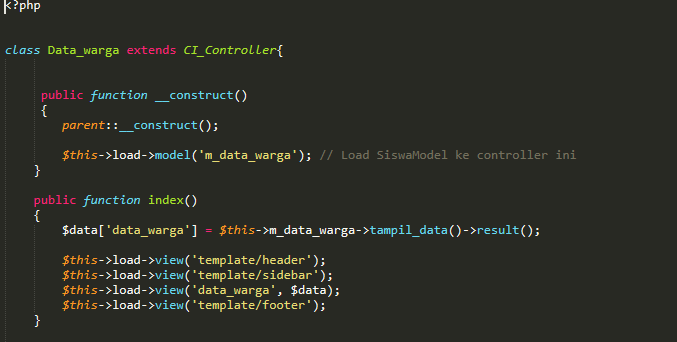 <?php
class Data_warga extends CI_Controller{
public function __construct()
{
parent::__construct();
$this->load->model('m_data_warga'); // Load SiswaModel ke controller ini
}
public function index()
{
$data['data_warga'] = $this->m_data_warga->tampil_data()->result();
$this->load->view('template/header');
$this->load->view('template/sidebar');
$this->load->view('data_warga', $data);
$this->load->view('template/footer');
}